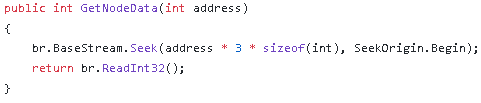 public int GetNodeData(int address)
{
br.BaseStream.Seek(address * 3 * sizeof(int), SeekOrigin.Begin);
return br.ReadInt32();
}